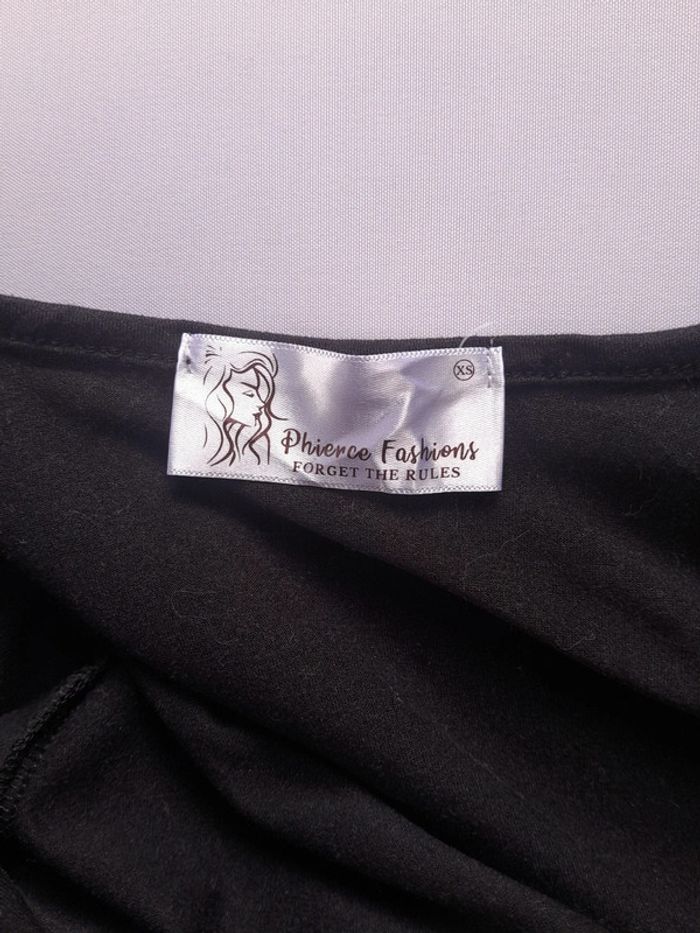 XS
Phierce Fashions
FORGET THE RULES